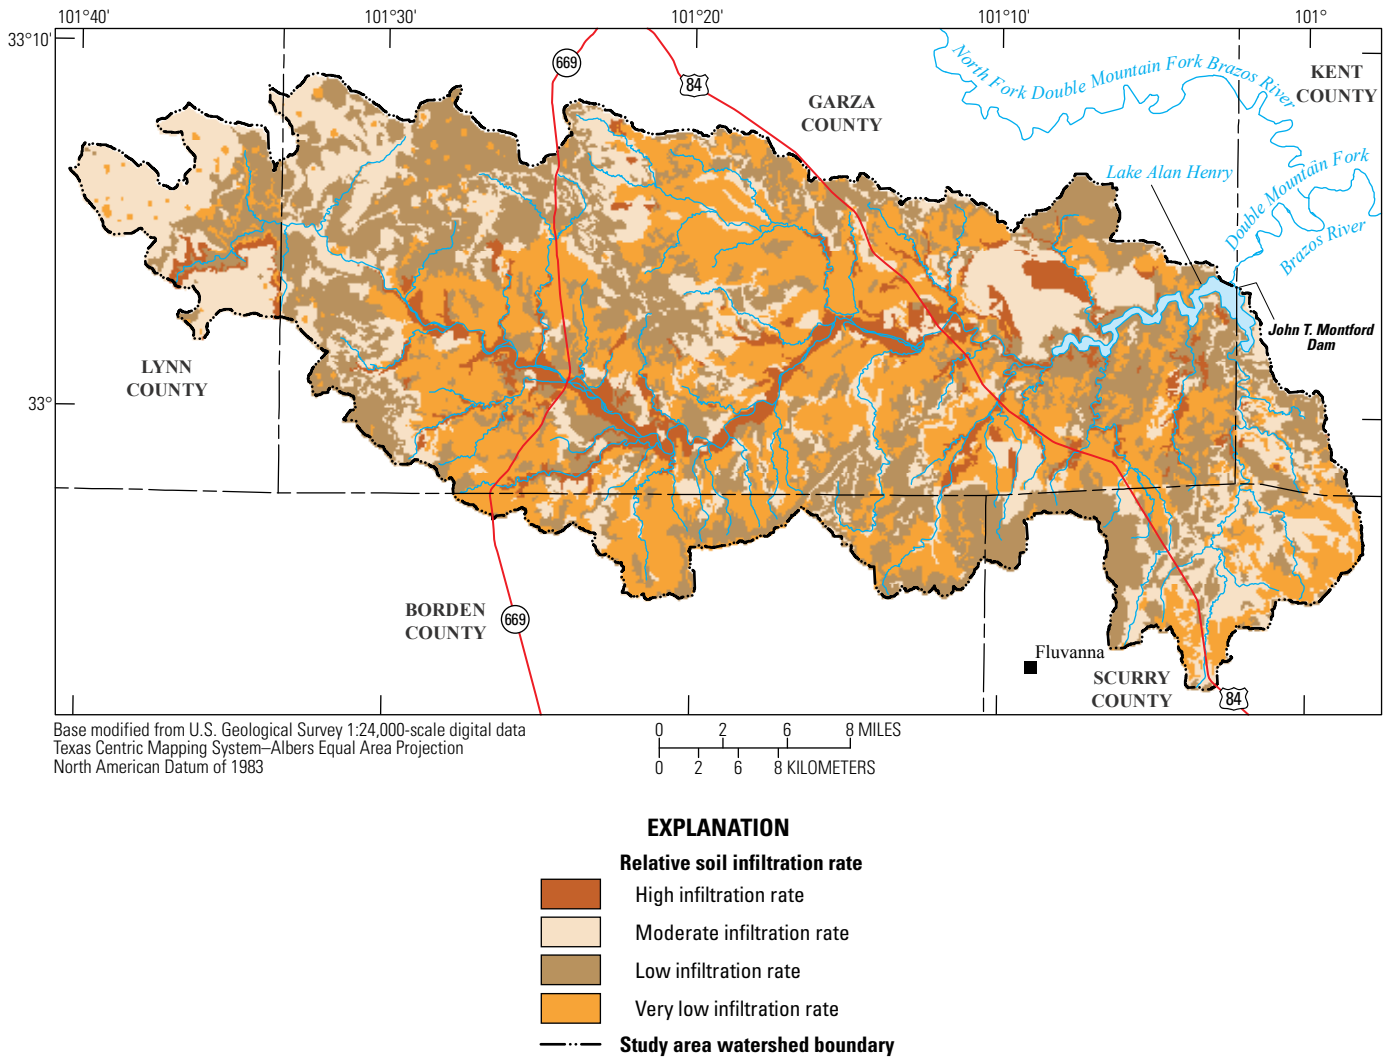 101°40'
101°30'
101°20'
101°10'
101°
33°10'
669
84
North Fork Double Mountain Fork Brazos River
KENT
COUNTY
GARZA
COUNTY
Lake Alan Henry
Double Mountain Fork
Brazos River
John T. Montford
Dam
LYNN
COUNTY
33°
BORDEN
COUNTY
669
Fluvanna
SCURRY
COUNTY
84
Base modified from U.S. Geological Survey 1:24,000-scale digital data
Texas Centric Mapping System–Albers Equal Area Projection
North American Datum of 1983
0 2 6 8 MILES
0 2 6 8 KILOMETERS
EXPLANATION
Relative soil infiltration rate
High infiltration rate
Moderate infiltration rate
Low infiltration rate
Very low infiltration rate
Study area watershed boundary